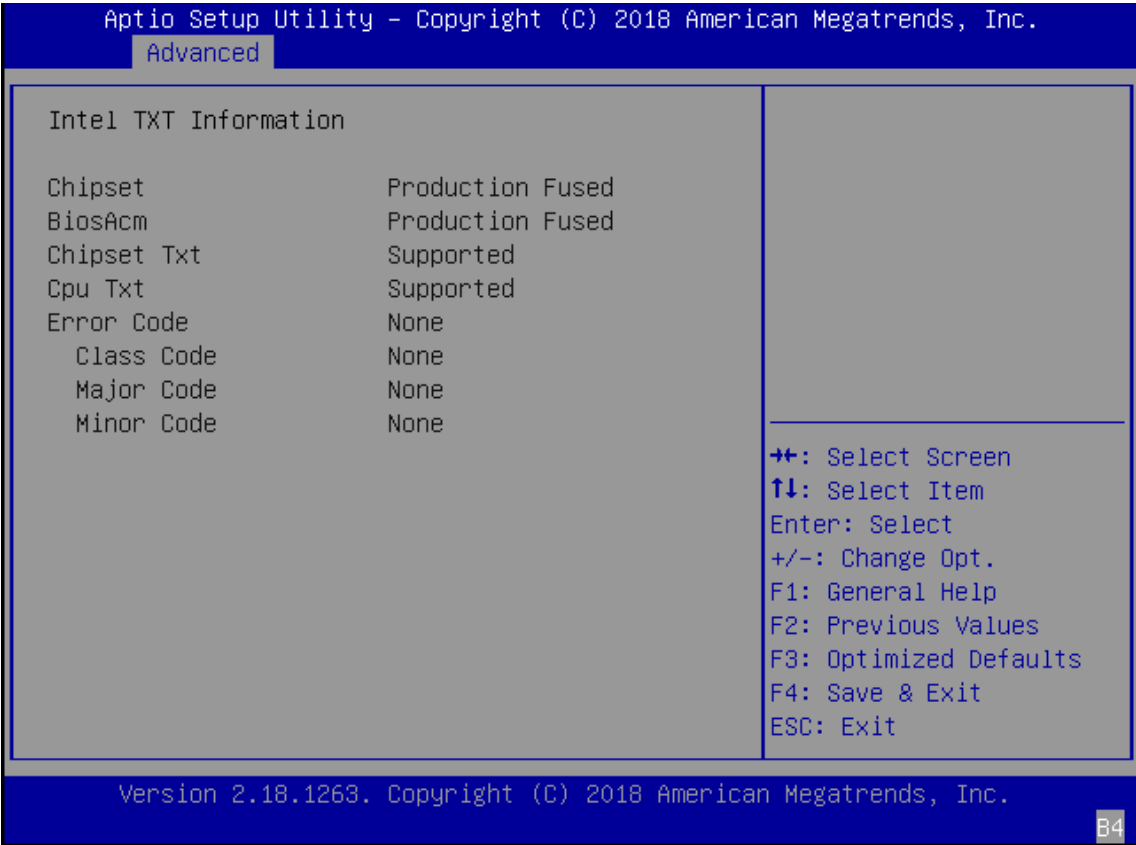 Aptio Setup Utility – Copyright (C) 2018 American Megatrends, Inc.
Advanced
Intel TXT Information
Chipset Production Fused
BiosAcm Production Fused
Chipset Txt Supported
Cpu Txt Supported
Error Code None
Class Code None
Major Code None
Minor Code None
→←: Select Screen
↑↓: Select Item
Enter: Select
+/-: Change Opt.
F1: General Help
F2: Previous Values
F3: Optimized Defaults
F4: Save & Exit
ESC: Exit
Version 2.18.1263. Copyright (C) 2018 American Megatrends, Inc.
B4